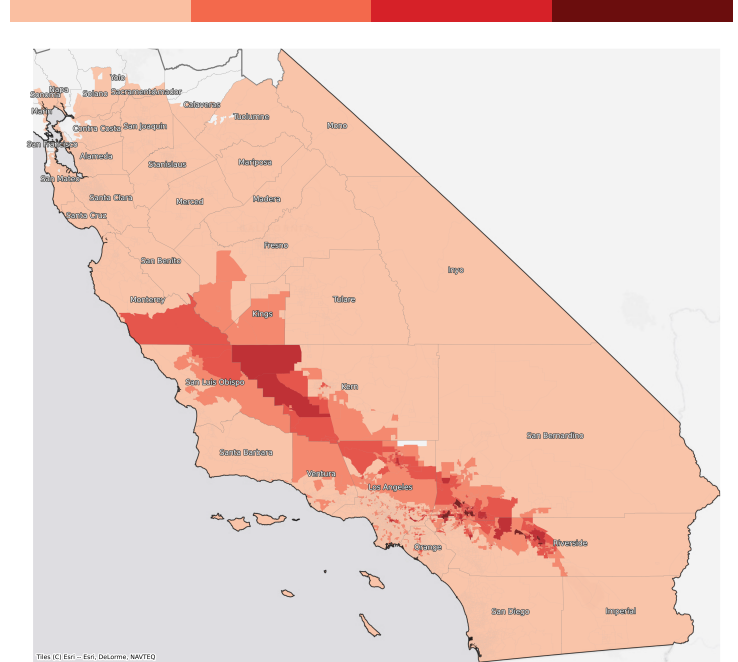 Yolo
Napa
Sonoma
Solano
Sacramento
Amador
Calaveras
Marin
Tuolumne
Contra Costa
San Joaquin
Mono
San Francisco
Alameda
Stanislaus
Mariposa
San Mateo
Santa Clara
Merced
Madera
Santa Cruz
Fresno
San Benito
Inyo
Monterey
Tulare
Kings
San Luis Obispo
Kern
San Bernardino
Santa Barbara
Ventura
Los Angeles
Orange
Riverside
San Diego
Imperial
Tiles (C) Esri -- Esri, DeLorme, NAVTEQ